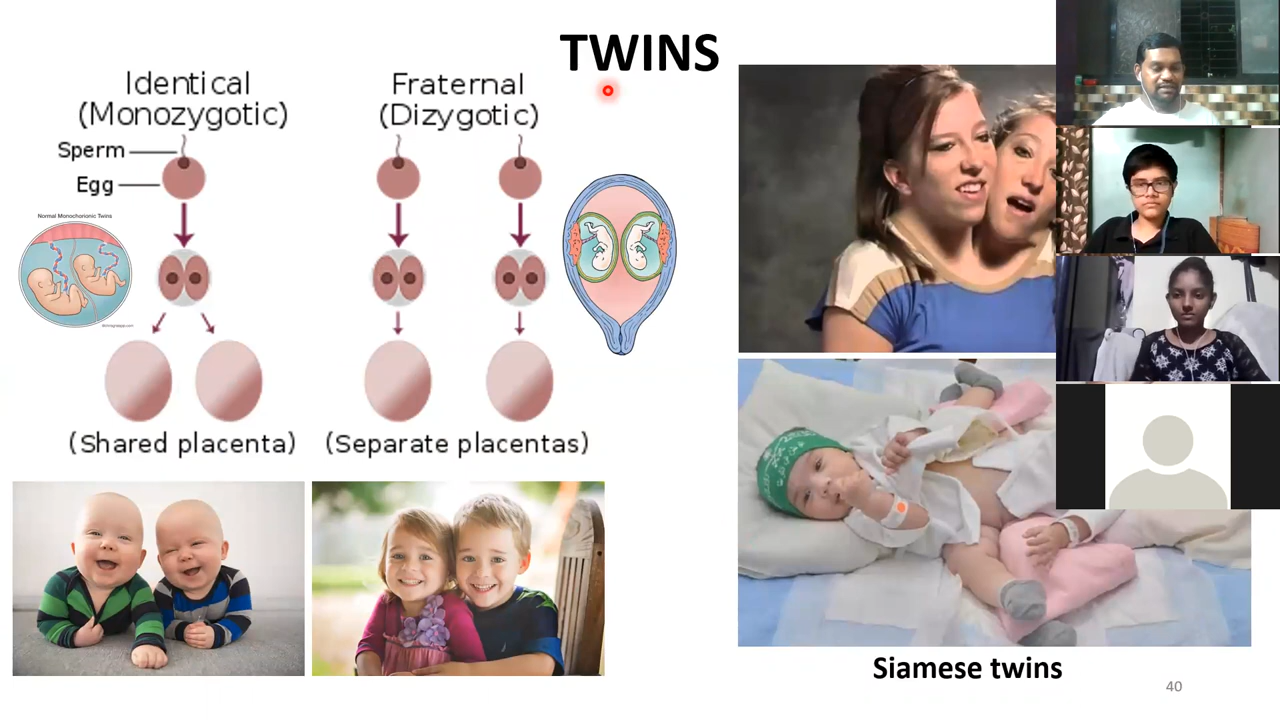 TWINS
Identical
(Monozygotic)
Fraternal
(Dizygotic)
Sperm
Egg
Normal Monochorionic Twins
(Shared placenta)
(Separate placentas)
Siamese twins
40